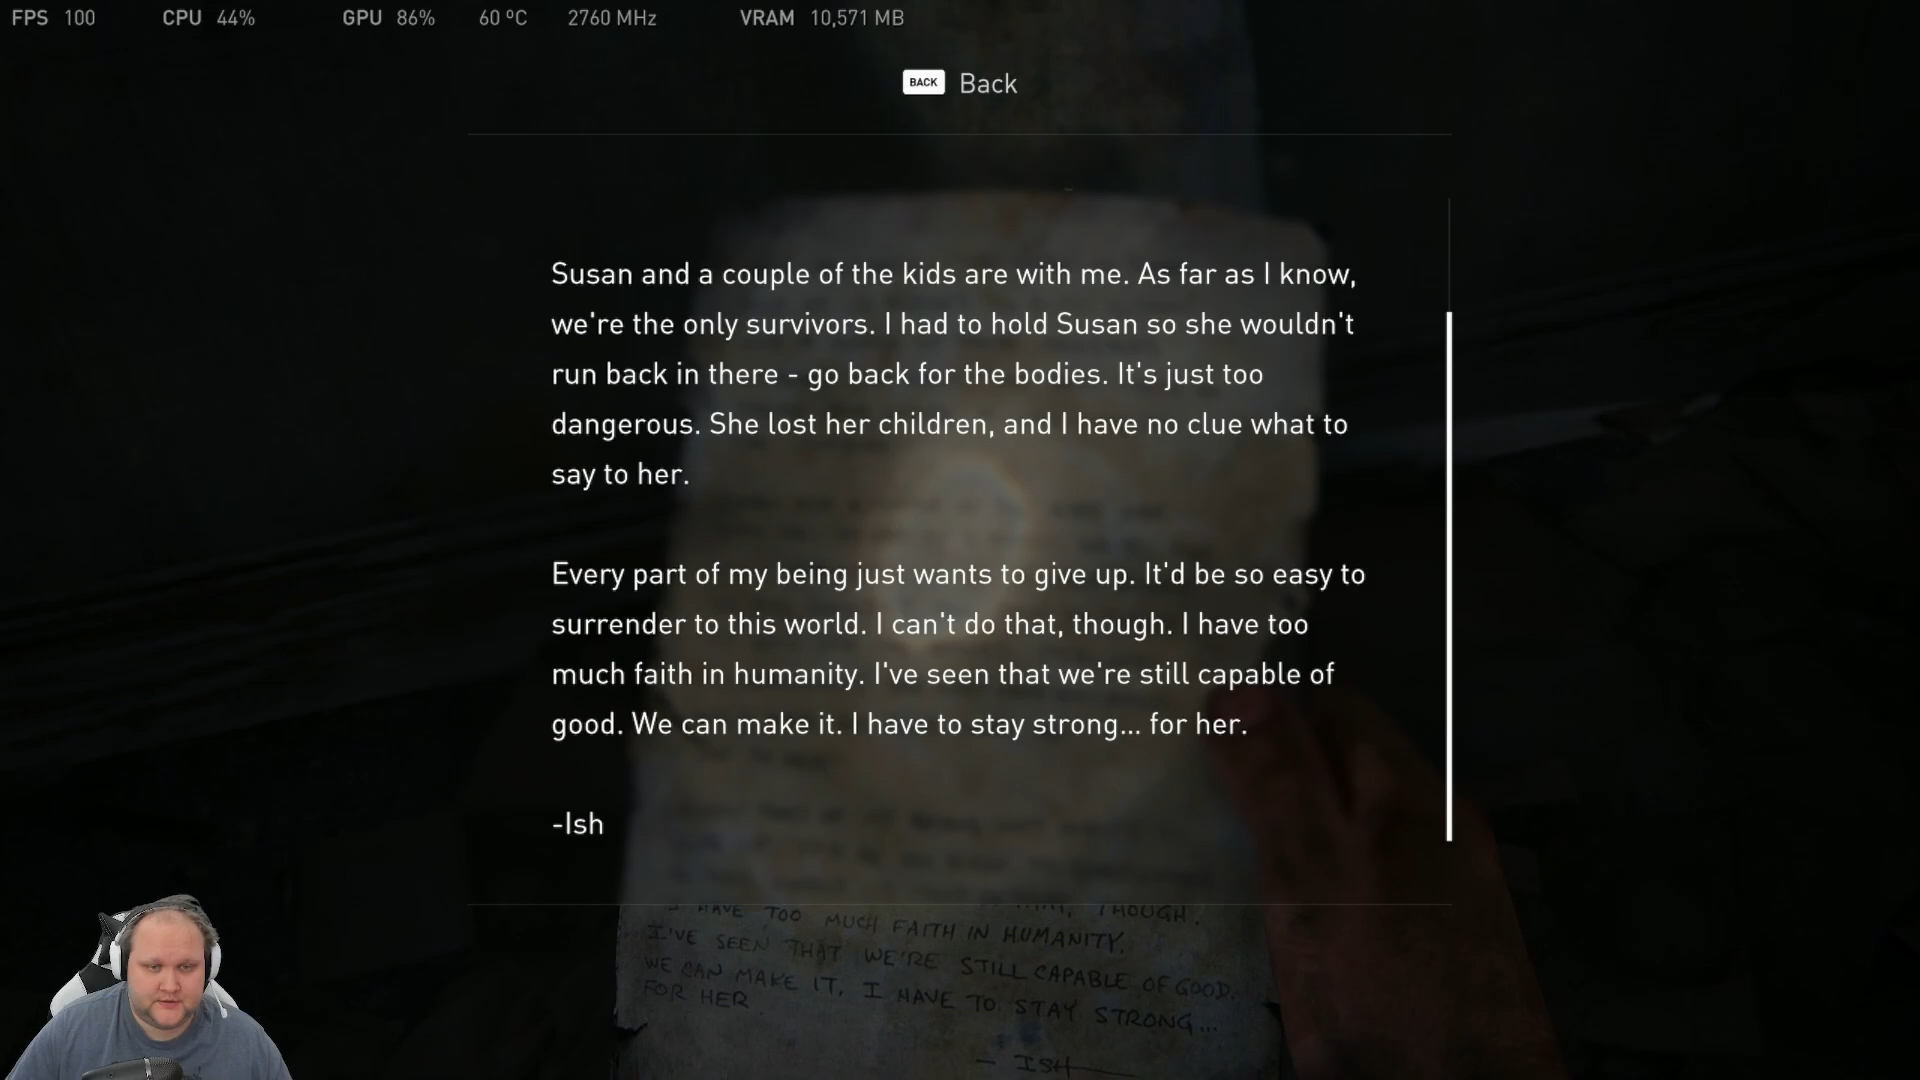 FPS 100 CPU 44% GPU 86% 60 ºC 2760 MHz VRAM 10,571 MB
BACK Back
Susan and a couple of the kids are with me. As far as I know,
we're the only survivors. I had to hold Susan so she wouldn't
run back in there - go back for the bodies. It's just too
dangerous. She lost her children, and I have no clue what to
say to her.
Every part of my being just wants to give up. It'd be so easy to
surrender to this world. I can't do that, though. I have too
much faith in humanity. I've seen that we're still capable of
good. We can make it. I have to stay strong... for her.
-Ish
THOUGH.
I HAVE TOO MUCH FAITH IN HUMANITY.
I'VE SEEN THAT WE'RE STILL CAPABLE OF GOOD.
WE CAN MAKE IT. I HAVE TO STAY STRONG...
FOR HER
- ISH